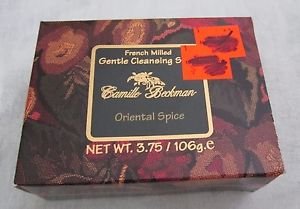 French Milled
Gentle Cleansing S
Camille Beckman
Oriental Spice
NET WT. 3.75 / 106g.e